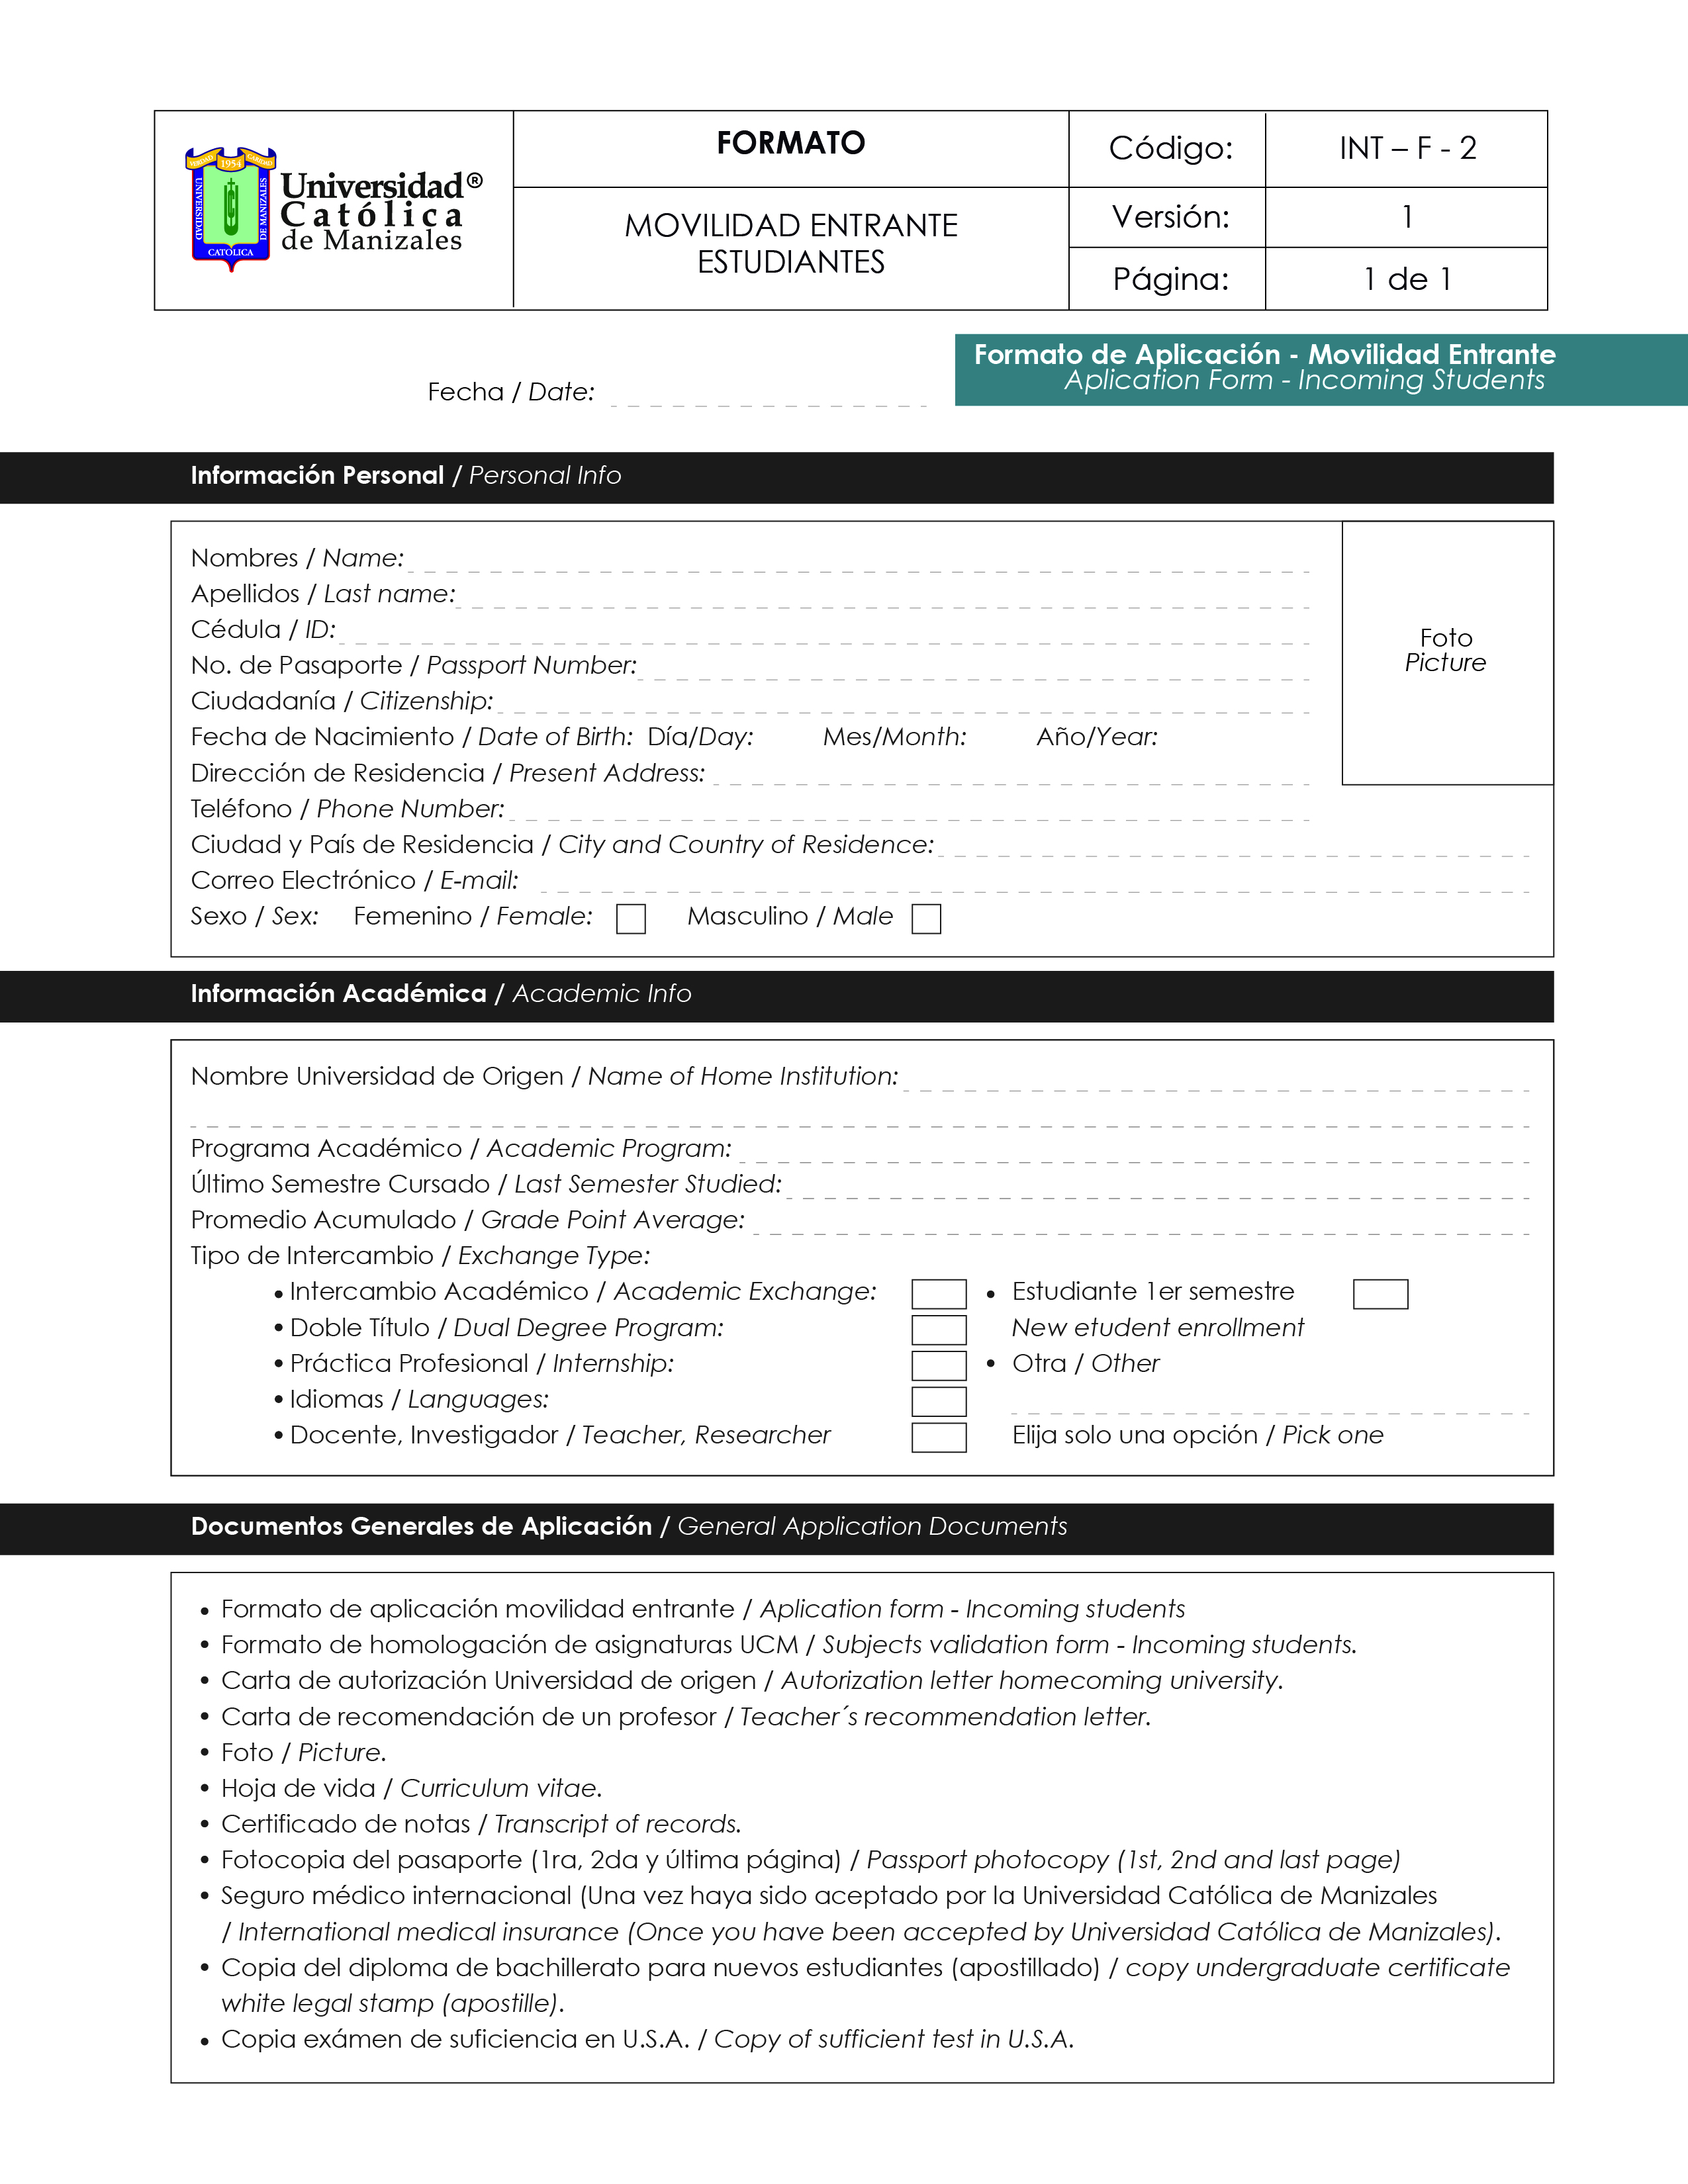 VERDAD 1954 CARIDAD
UNIVERSIDAD
DE MANIZALES
CATOLICA
Universidad®
Católica
de Manizales
FORMATO
MOVILIDAD ENTRANTE
ESTUDIANTES
Código: INT – F - 2
Versión: 1
Página: 1 de 1
Formato de Aplicación - Movilidad Entrante
Aplication Form - Incoming Students
Fecha / Date:
Información Personal / Personal Info
Nombres / Name:
Apellidos / Last name:
Cédula / ID:
No. de Pasaporte / Passport Number:
Ciudadanía / Citizenship:
Fecha de Nacimiento / Date of Birth: Día/Day: Mes/Month: Año/Year:
Dirección de Residencia / Present Address:
Teléfono / Phone Number:
Ciudad y País de Residencia / City and Country of Residence:
Correo Electrónico / E-mail:
Sexo / Sex: Femenino / Female: Masculino / Male
Foto
Picture
Información Académica / Academic Info
Nombre Universidad de Origen / Name of Home Institution:
Programa Académico / Academic Program:
Último Semestre Cursado / Last Semester Studied:
Promedio Acumulado / Grade Point Average:
Tipo de Intercambio / Exchange Type:
• Intercambio Académico / Academic Exchange:
• Doble Título / Dual Degree Program:
• Práctica Profesional / Internship:
• Idiomas / Languages:
• Docente, Investigador / Teacher, Researcher
• Estudiante 1er semestre
New etudent enrollment
• Otra / Other
Elija solo una opción / Pick one
Documentos Generales de Aplicación / General Application Documents
• Formato de aplicación movilidad entrante / Aplication form - Incoming students
• Formato de homologación de asignaturas UCM / Subjects validation form - Incoming students.
• Carta de autorización Universidad de origen / Autorization letter homecoming university.
• Carta de recomendación de un profesor / Teacher´s recommendation letter.
• Foto / Picture.
• Hoja de vida / Curriculum vitae.
• Certificado de notas / Transcript of records.
• Fotocopia del pasaporte (1ra, 2da y última página) / Passport photocopy (1st, 2nd and last page)
• Seguro médico internacional (Una vez haya sido aceptado por la Universidad Católica de Manizales
/ International medical insurance (Once you have been accepted by Universidad Católica de Manizales).
• Copia del diploma de bachillerato para nuevos estudiantes (apostillado) / copy undergraduate certificate
white legal stamp (apostille).
• Copia exámen de suficiencia en U.S.A. / Copy of sufficient test in U.S.A.